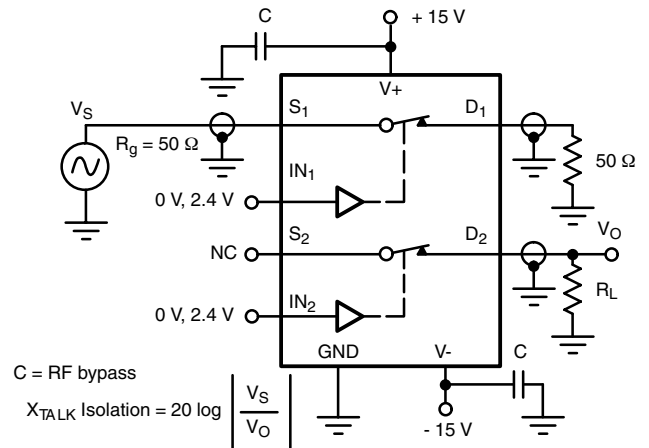 C
+ 15 V
V+
VS
S1
D1
Rg = 50 Ω
50 Ω
IN1
0 V, 2.4 V
S2
D2
VO
NC
RL
IN2
0 V, 2.4 V
GND
V-
C
C = RF bypass
XTALK Isolation = 20 log | VS / VO |
- 15 V